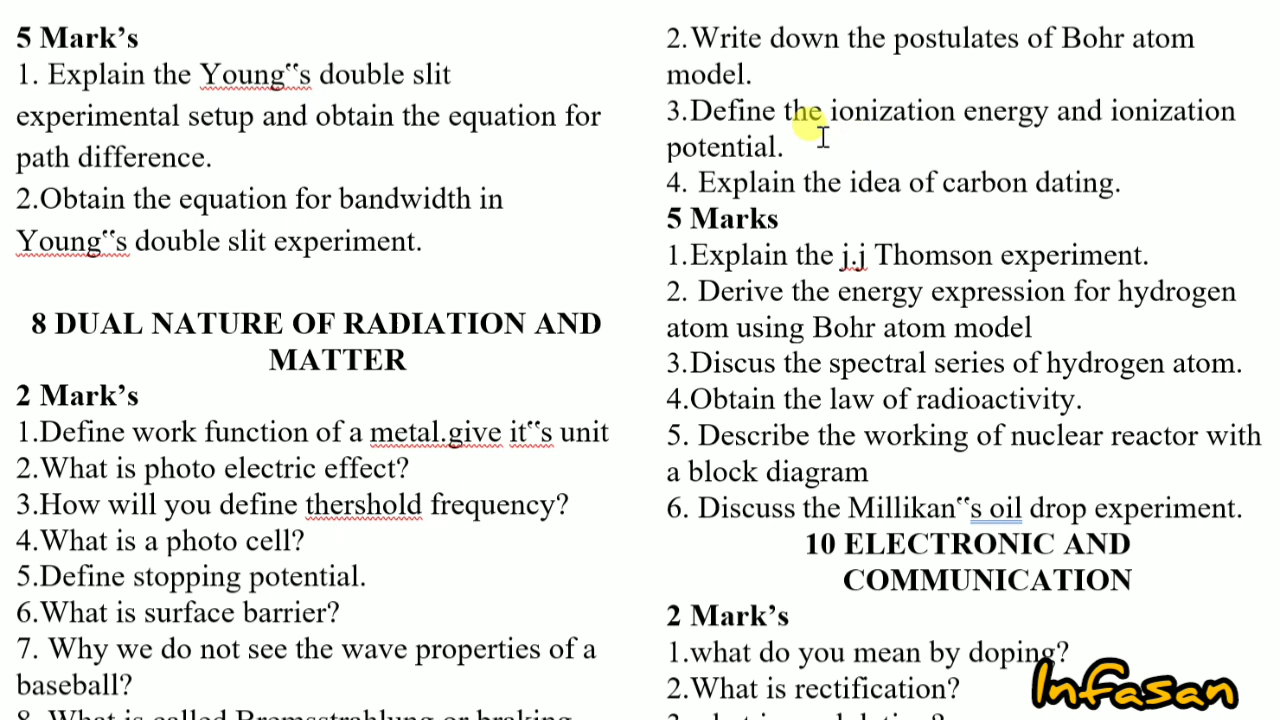 5 Mark’s
1. Explain the Young‟s double slit
experimental setup and obtain the equation for
path difference.
2.Obtain the equation for bandwidth in
Young‟s double slit experiment.
8 DUAL NATURE OF RADIATION AND
MATTER
2 Mark’s
1.Define work function of a metal.give it‟s unit
2.What is photo electric effect?
3.How will you define thershold frequency?
4.What is a photo cell?
5.Define stopping potential.
6.What is surface barrier?
7. Why we do not see the wave properties of a
baseball?
8. What is called Bremsstrahlung or braking
2.Write down the postulates of Bohr atom
model.
3.Define the ionization energy and ionization
potential.
4. Explain the idea of carbon dating.
5 Marks
1.Explain the j.j Thomson experiment.
2. Derive the energy expression for hydrogen
atom using Bohr atom model
3.Discus the spectral series of hydrogen atom.
4.Obtain the law of radioactivity.
5. Describe the working of nuclear reactor with
a block diagram
6. Discuss the Millikan‟s oil drop experiment.
10 ELECTRONIC AND
COMMUNICATION
2 Mark’s
1.what do you mean by doping?
2.What is rectification?
Infasan